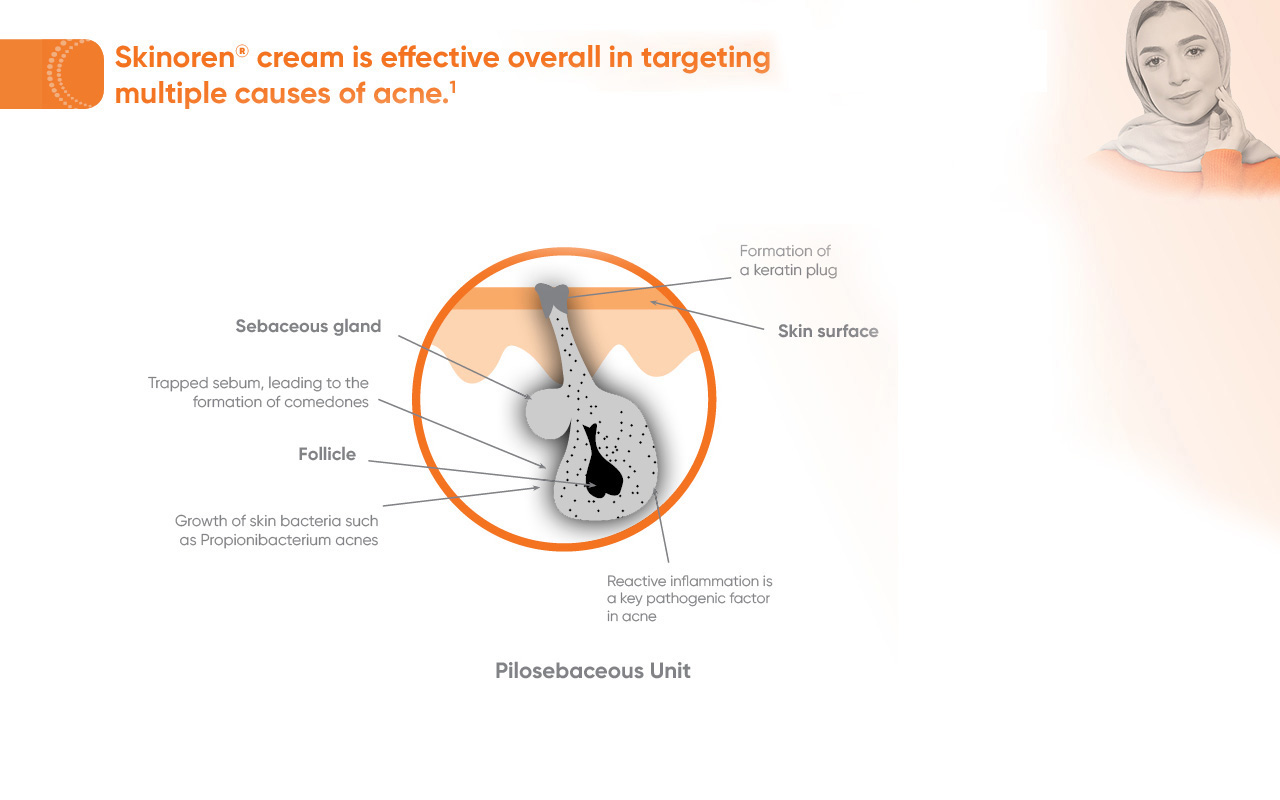 Skinoren® cream is effective overall in targeting
multiple causes of acne.¹
Formation of
a keratin plug
Sebaceous gland
Skin surface
Trapped sebum, leading to the
formation of comedones
Follicle
Growth of skin bacteria such
as Propionibacterium acnes
Reactive inflammation is
a key pathogenic factor
in acne
Pilosebaceous Unit